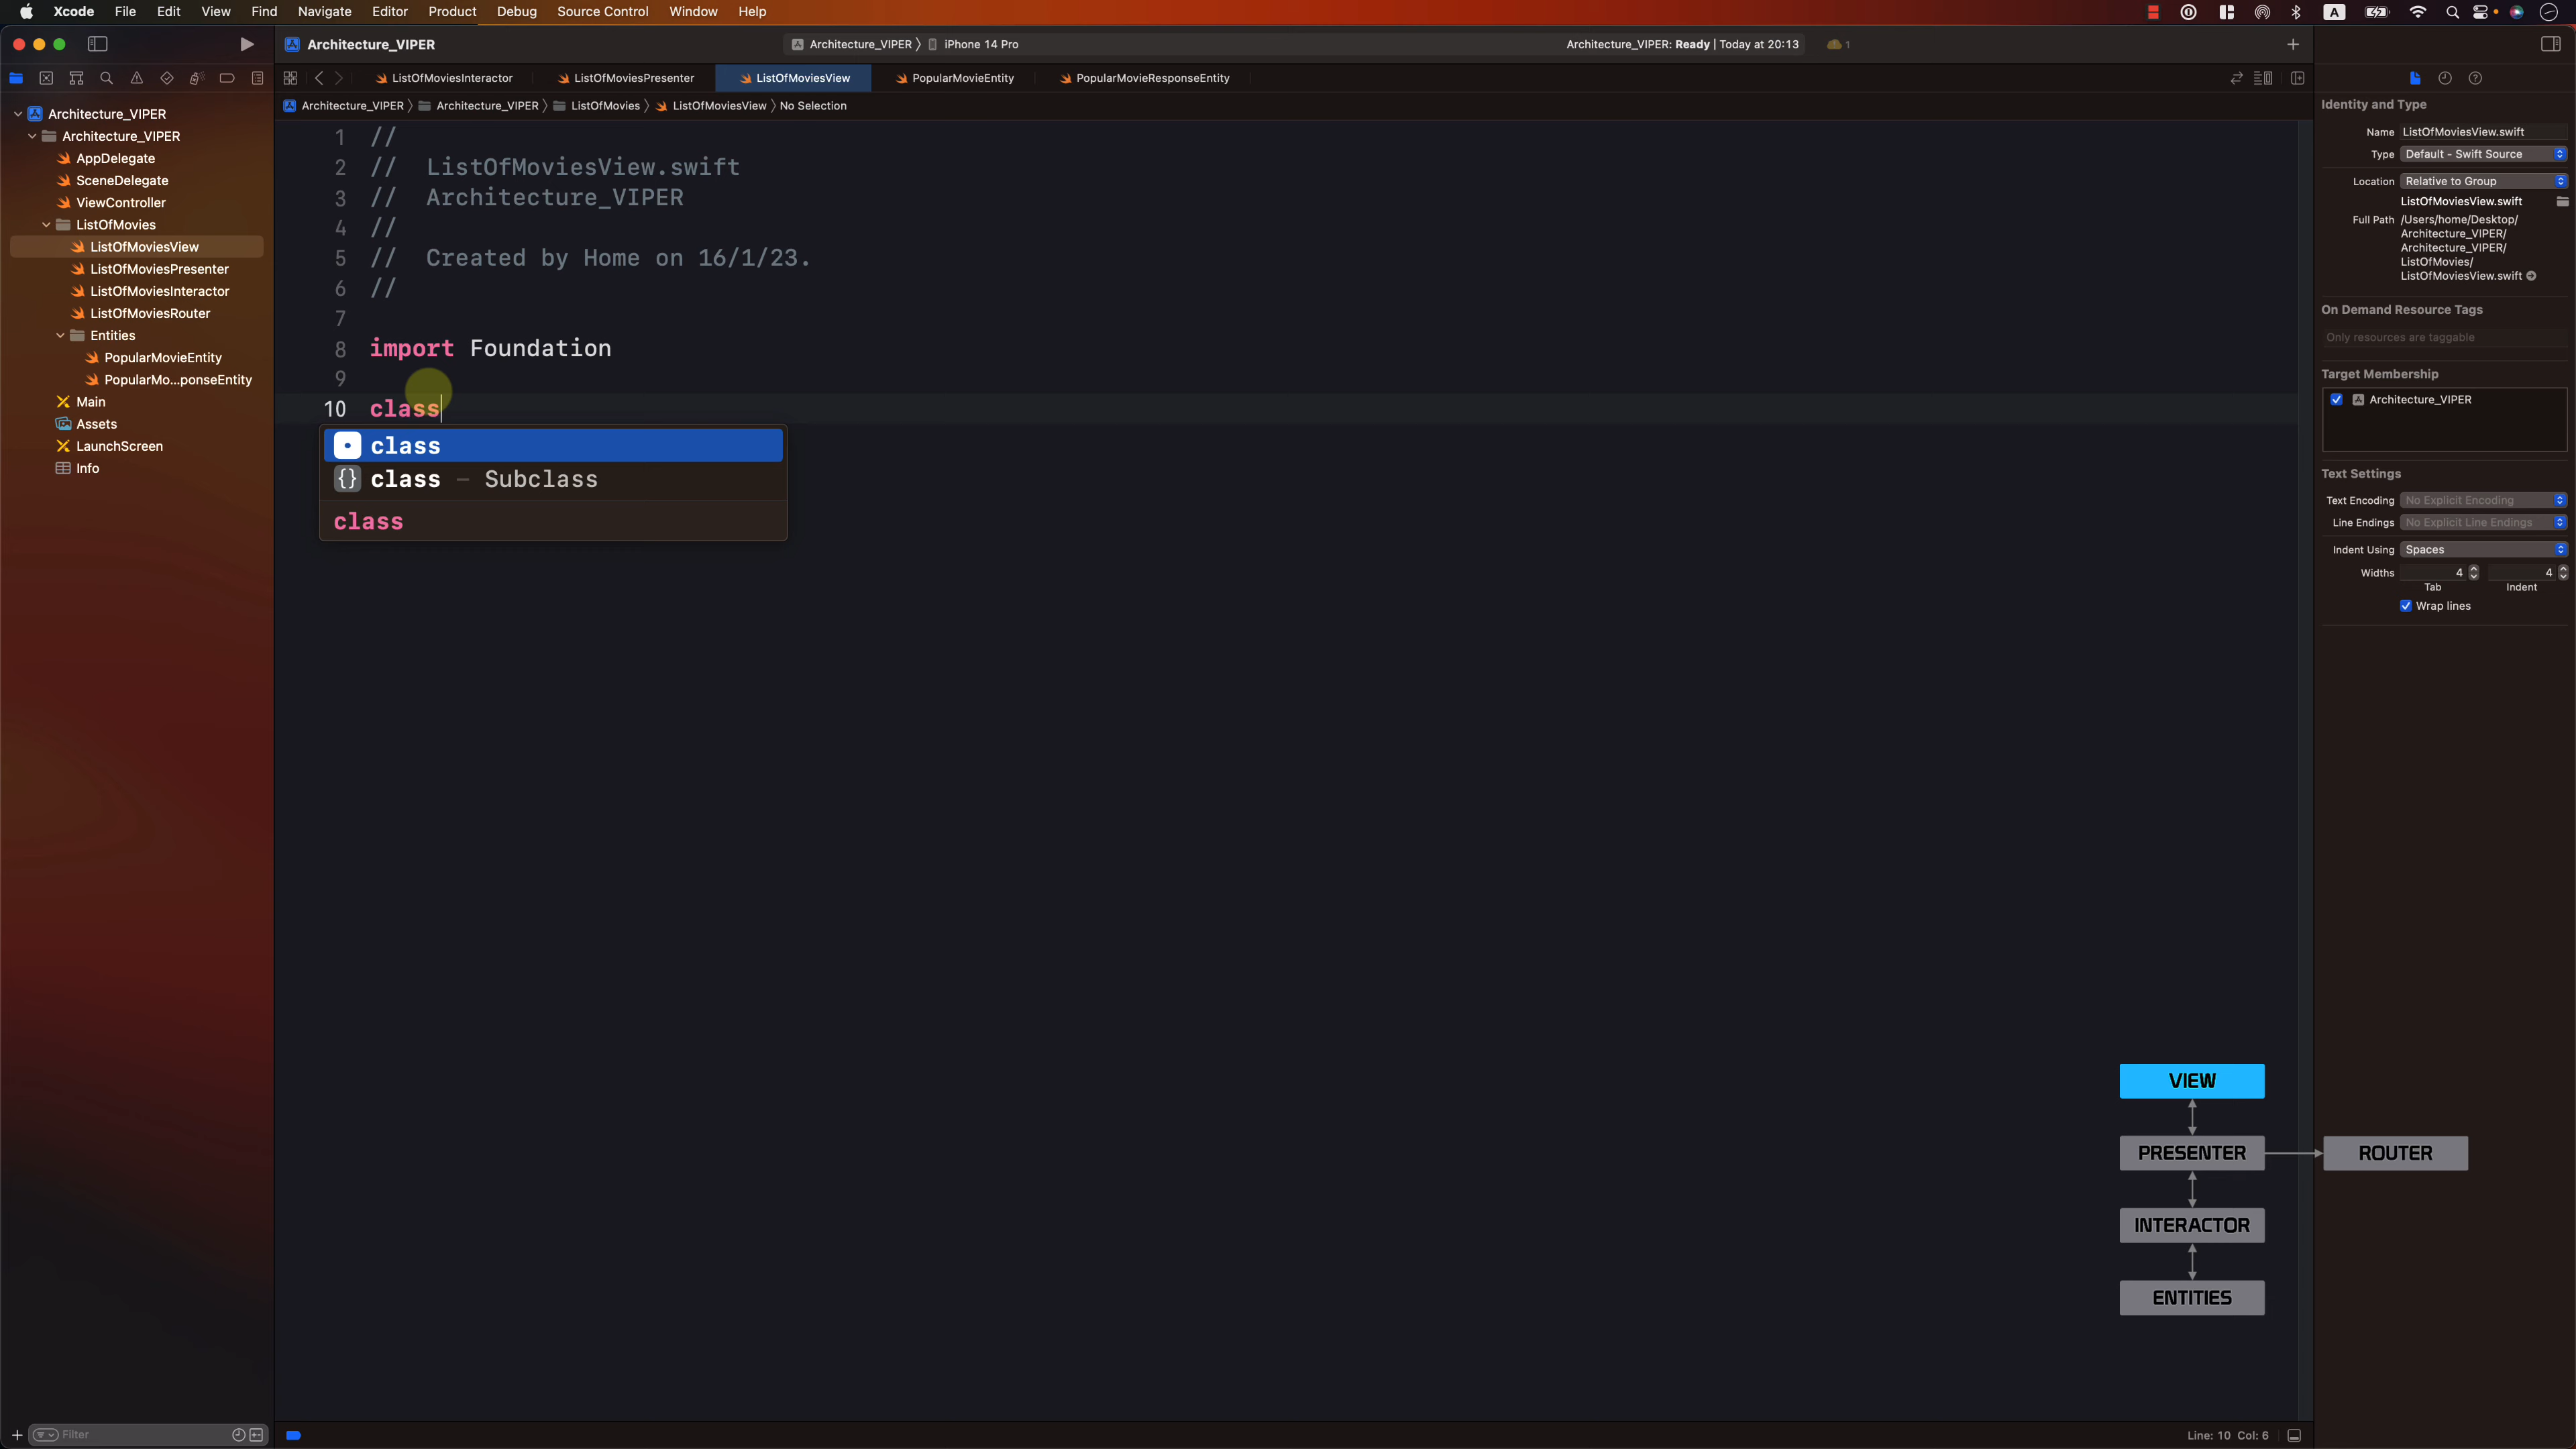 Xcode File Edit View Find Navigate Editor Product Debug Source Control Window Help
A
Architecture_VIPER
Architecture_VIPER 〉 iPhone 14 Pro
Architecture_VIPER: Ready | Today at 20:13
1
ListOfMoviesInteractor ListOfMoviesPresenter ListOfMoviesView PopularMovieEntity PopularMovieResponseEntity
Architecture_VIPER 〉 Architecture_VIPER 〉 ListOfMovies 〉 ListOfMoviesView 〉 No Selection
Architecture_VIPER
Architecture_VIPER
AppDelegate
SceneDelegate
ViewController
ListOfMovies
ListOfMoviesView
ListOfMoviesPresenter
ListOfMoviesInteractor
ListOfMoviesRouter
Entities
PopularMovieEntity
PopularMo...ponseEntity
Main
Assets
LaunchScreen
Info
Filter
1 //
2 // ListOfMoviesView.swift
3 // Architecture_VIPER
4 //
5 // Created by Home on 16/1/23.
6 //
7
8 import Foundation
9
10 class
class
{} class – Subclass
class
VIEW
PRESENTER
ROUTER
INTERACTOR
ENTITIES
Line: 10 Col: 6
Identity and Type
Name ListOfMoviesView.swift
Type Default - Swift Source
Location Relative to Group
ListOfMoviesView.swift
Full Path /Users/home/Desktop/
Architecture_VIPER/
Architecture_VIPER/
ListOfMovies/
ListOfMoviesView.swift
On Demand Resource Tags
Only resources are taggable
Target Membership
Architecture_VIPER
Text Settings
Text Encoding No Explicit Encoding
Line Endings No Explicit Line Endings
Indent Using Spaces
Widths 4 4
Tab Indent
Wrap lines